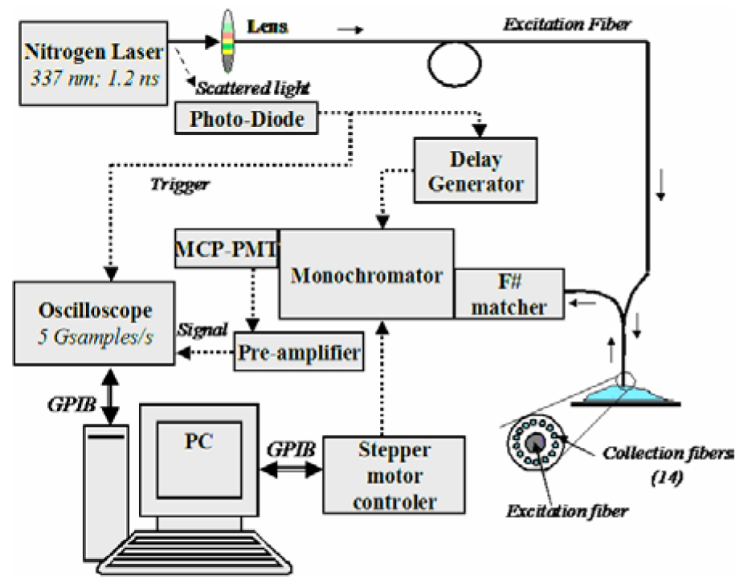 Nitrogen Laser
337 nm; 1.2 ns
Lens
Excitation Fiber
Scattered light
Photo-Diode
Delay
Generator
Trigger
MCP-PMT
Monochromator
F#
matcher
Oscilloscope
5 Gsamples/s
Signal
Pre-amplifier
GPIB
PC
GPIB
Stepper
motor
controler
Collection fibers
(14)
Excitation fiber